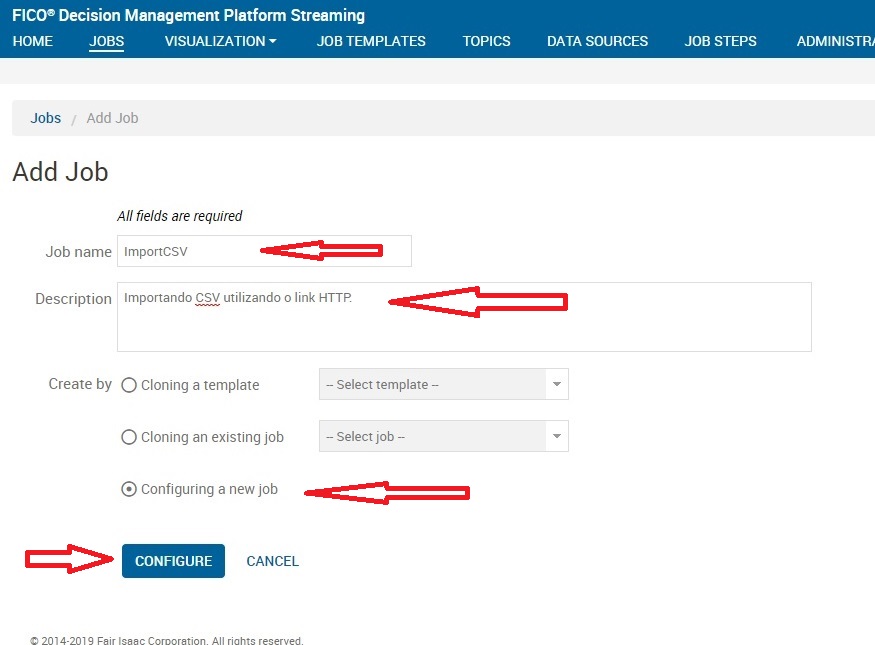 FICO® Decision Management Platform Streaming
HOME JOBS VISUALIZATION JOB TEMPLATES TOPICS DATA SOURCES JOB STEPS ADMINISTRA
Jobs / Add Job
Add Job
All fields are required
Job name ImportCSV
Description Importando CSV utilizando o link HTTP.
Create by Cloning a template -- Select template --
Cloning an existing job -- Select job --
Configuring a new job
CONFIGURE CANCEL
© 2014-2019 Fair Isaac Corporation. All rights reserved.